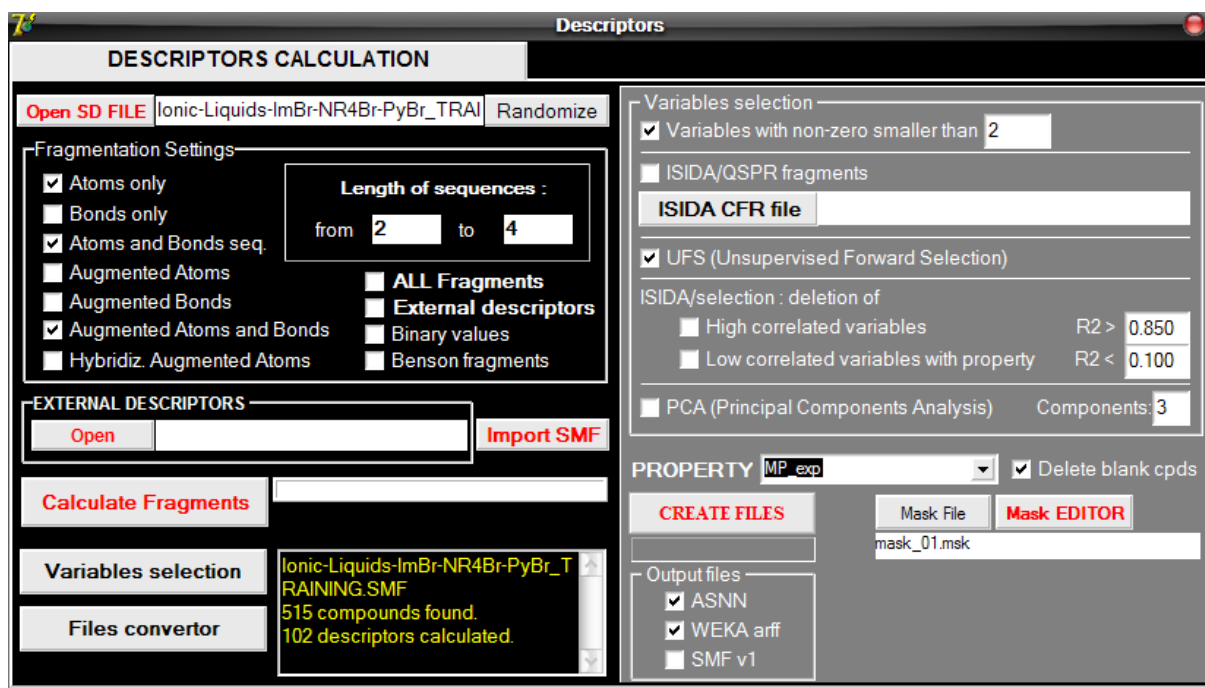 Descriptors
DESCRIPTORS CALCULATION
Open SD FILE Ionic-Liquids-ImBr-NR4Br-PyBr_TRAI Randomize
Fragmentation Settings
Atoms only
Bonds only
Atoms and Bonds seq.
Augmented Atoms
Augmented Bonds
Augmented Atoms and Bonds
Hybridiz. Augmented Atoms
Length of sequences :
from 2 to 4
ALL Fragments
External descriptors
Binary values
Benson fragments
EXTERNAL DESCRIPTORS
Open
Import SMF
Calculate Fragments
Variables selection
Files convertor
Ionic-Liquids-ImBr-NR4Br-PyBr_T
RAINING.SMF
515 compounds found.
102 descriptors calculated.
Variables selection
Variables with non-zero smaller than 2
ISIDA/QSPR fragments
ISIDA CFR file
UFS (Unsupervised Forward Selection)
ISIDA/selection : deletion of
High correlated variables R2 > 0.850
Low correlated variables with property R2 < 0.100
PCA (Principal Components Analysis) Components: 3
PROPERTY MP_exp Delete blank cpds
CREATE FILES Mask File Mask EDITOR
mask_01.msk
Output files
ASNN
WEKA arff
SMF v1